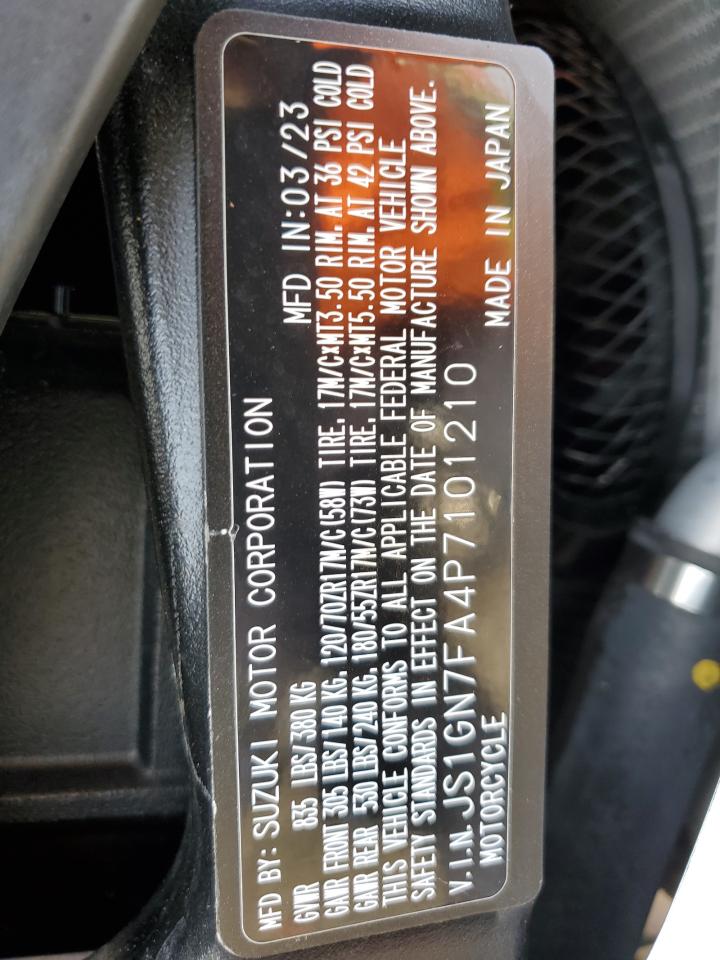 MFD BY: SUZUKI MOTOR CORPORATION MFD IN:03/23
GVWR 835 LBS/380 KG
GAWR FRONT 305 LBS/140 KG, 120/70ZR17M/C(58W) TIRE, 17M/CxMT3.50 RIM, AT 36 PSI COLD
GAWR REAR 530 LBS/240 KG, 180/55ZR17M/C(73W) TIRE, 17M/CxMT5.50 RIM, AT 42 PSI COLD
THIS VEHICLE CONFORMS TO ALL APPLICABLE FEDERAL MOTOR VEHICLE
SAFETY STANDARDS IN EFFECT ON THE DATE OF MANUFACTURE SHOWN ABOVE.
V.I.N.JS1GN7FA4P7101210
MOTORCYCLE MADE IN JAPAN